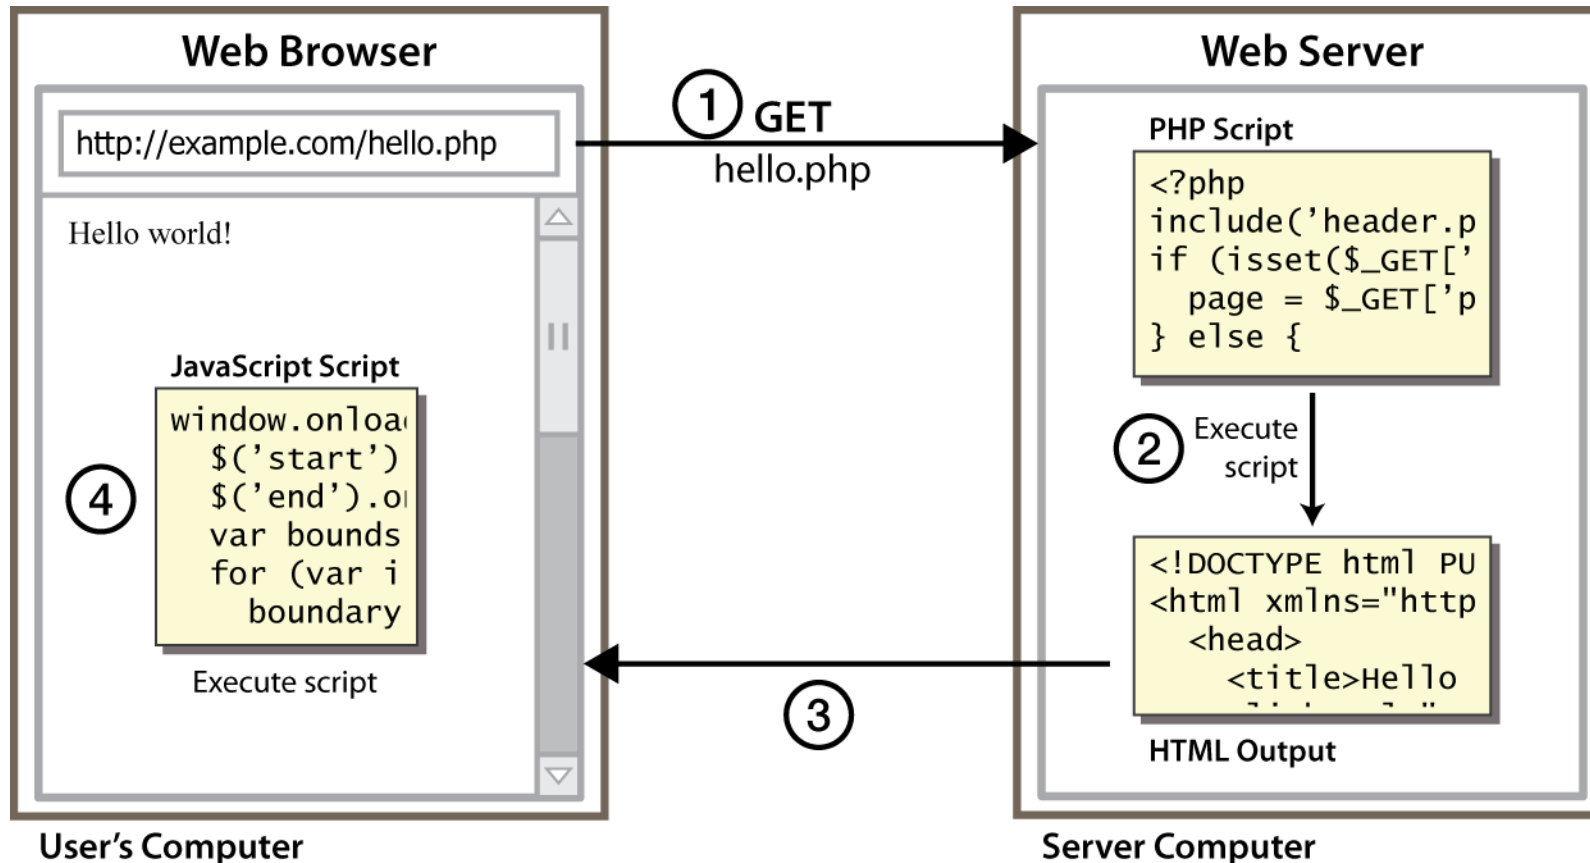 Web Browser
http://example.com/hello.php
Hello world!
JavaScript Script
window.onloa
$('start')
$('end').o
var bounds
for (var i
boundary
4
Execute script
User's Computer
1 GET
hello.php
3
Web Server
PHP Script
<?php
include('header.p
if (isset($_GET['
page = $_GET['p
} else {
2
Execute
script
<!DOCTYPE html PU
<html xmlns="http
<head>
<title>Hello
HTML Output
Server Computer